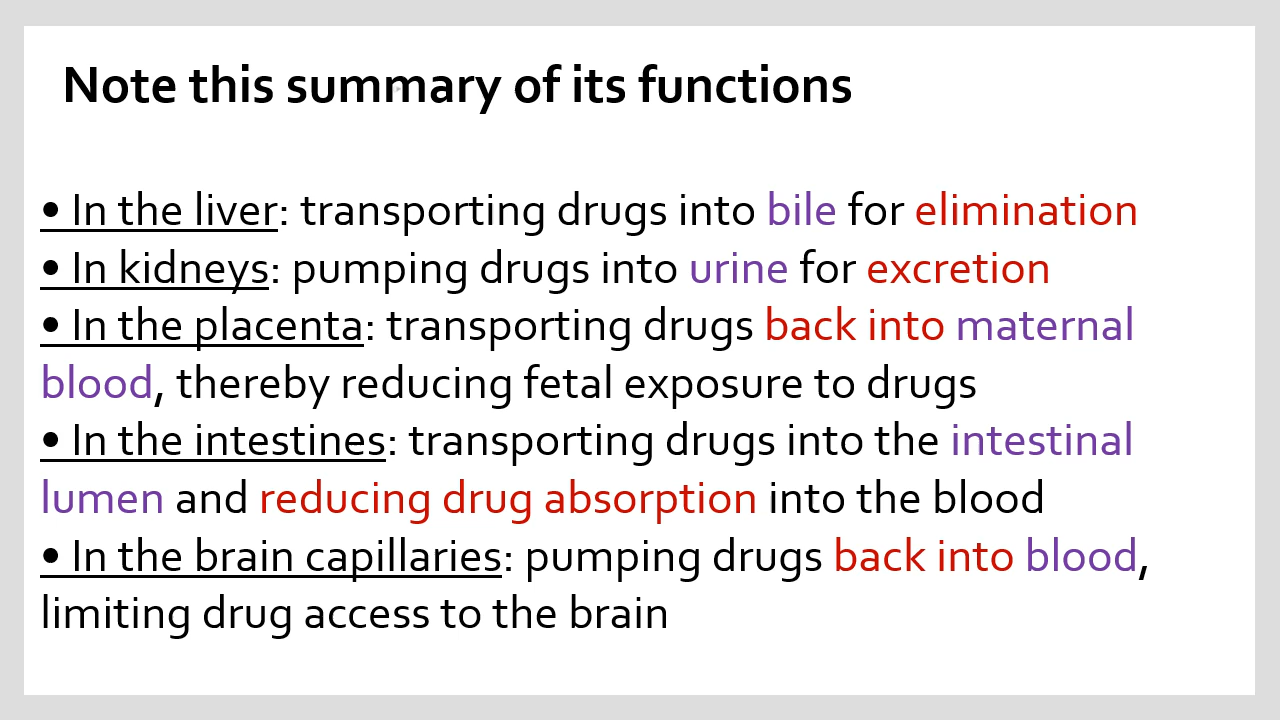 Note this summary of its functions
• In the liver: transporting drugs into bile for elimination
• In kidneys: pumping drugs into urine for excretion
• In the placenta: transporting drugs back into maternal
blood, thereby reducing fetal exposure to drugs
• In the intestines: transporting drugs into the intestinal
lumen and reducing drug absorption into the blood
• In the brain capillaries: pumping drugs back into blood,
limiting drug access to the brain